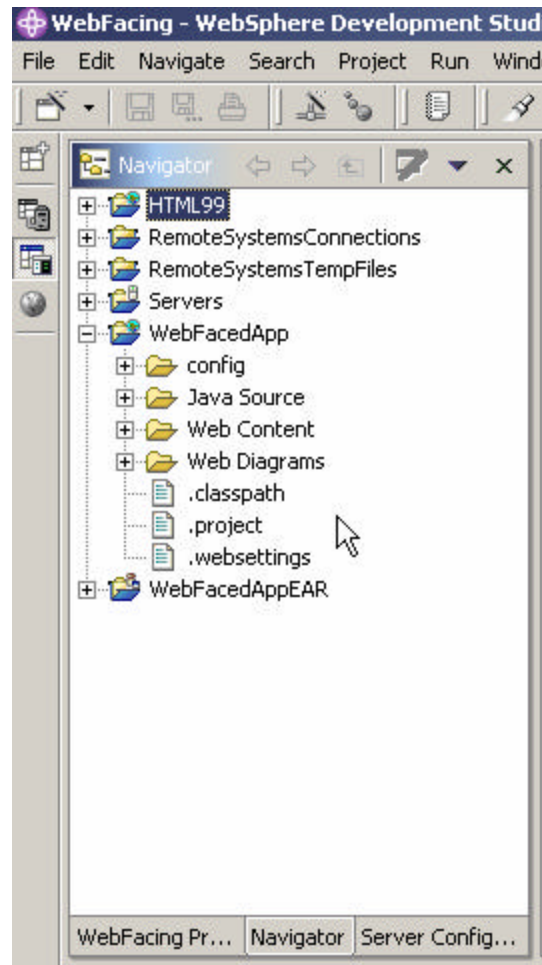 WebFacing - WebSphere Development Stud
File Edit Navigate Search Project Run Wind
Navigator
HTML99
RemoteSystemsConnections
RemoteSystemsTempFiles
Servers
WebFacedApp
config
Java Source
Web Content
Web Diagrams
.classpath
.project
.websettings
WebFacedAppEAR
WebFacing Pr... Navigator Server Config...